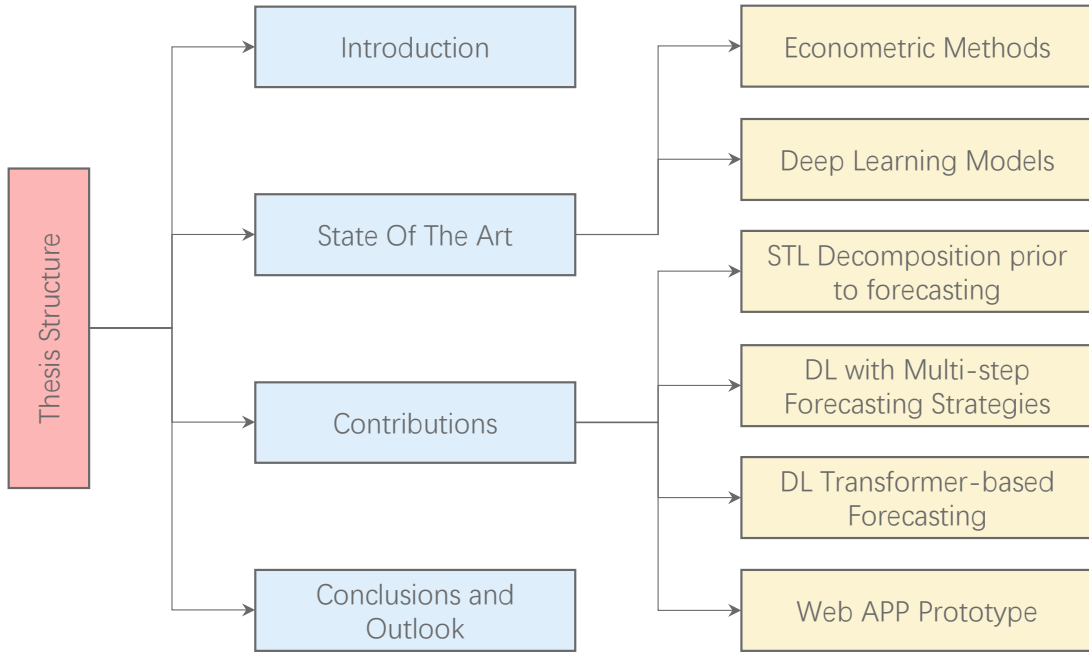 Thesis Structure
Introduction
State Of The Art
Contributions
Conclusions and
Outlook
Econometric Methods
Deep Learning Models
STL Decomposition prior
to forecasting
DL with Multi-step
Forecasting Strategies
DL Transformer-based
Forecasting
Web APP Prototype